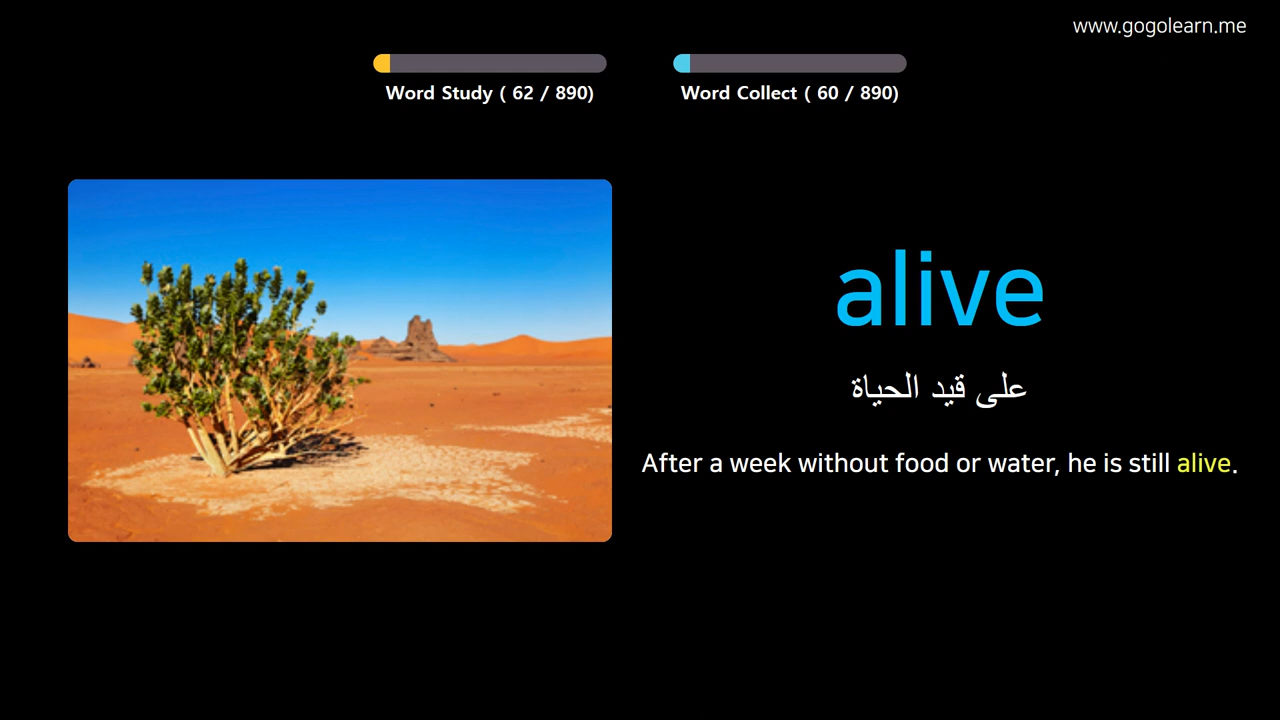 www.gogolearn.me
Word Study ( 62 / 890)
Word Collect ( 60 / 890)
alive
على قيد الحياة
After a week without food or water, he is still alive.